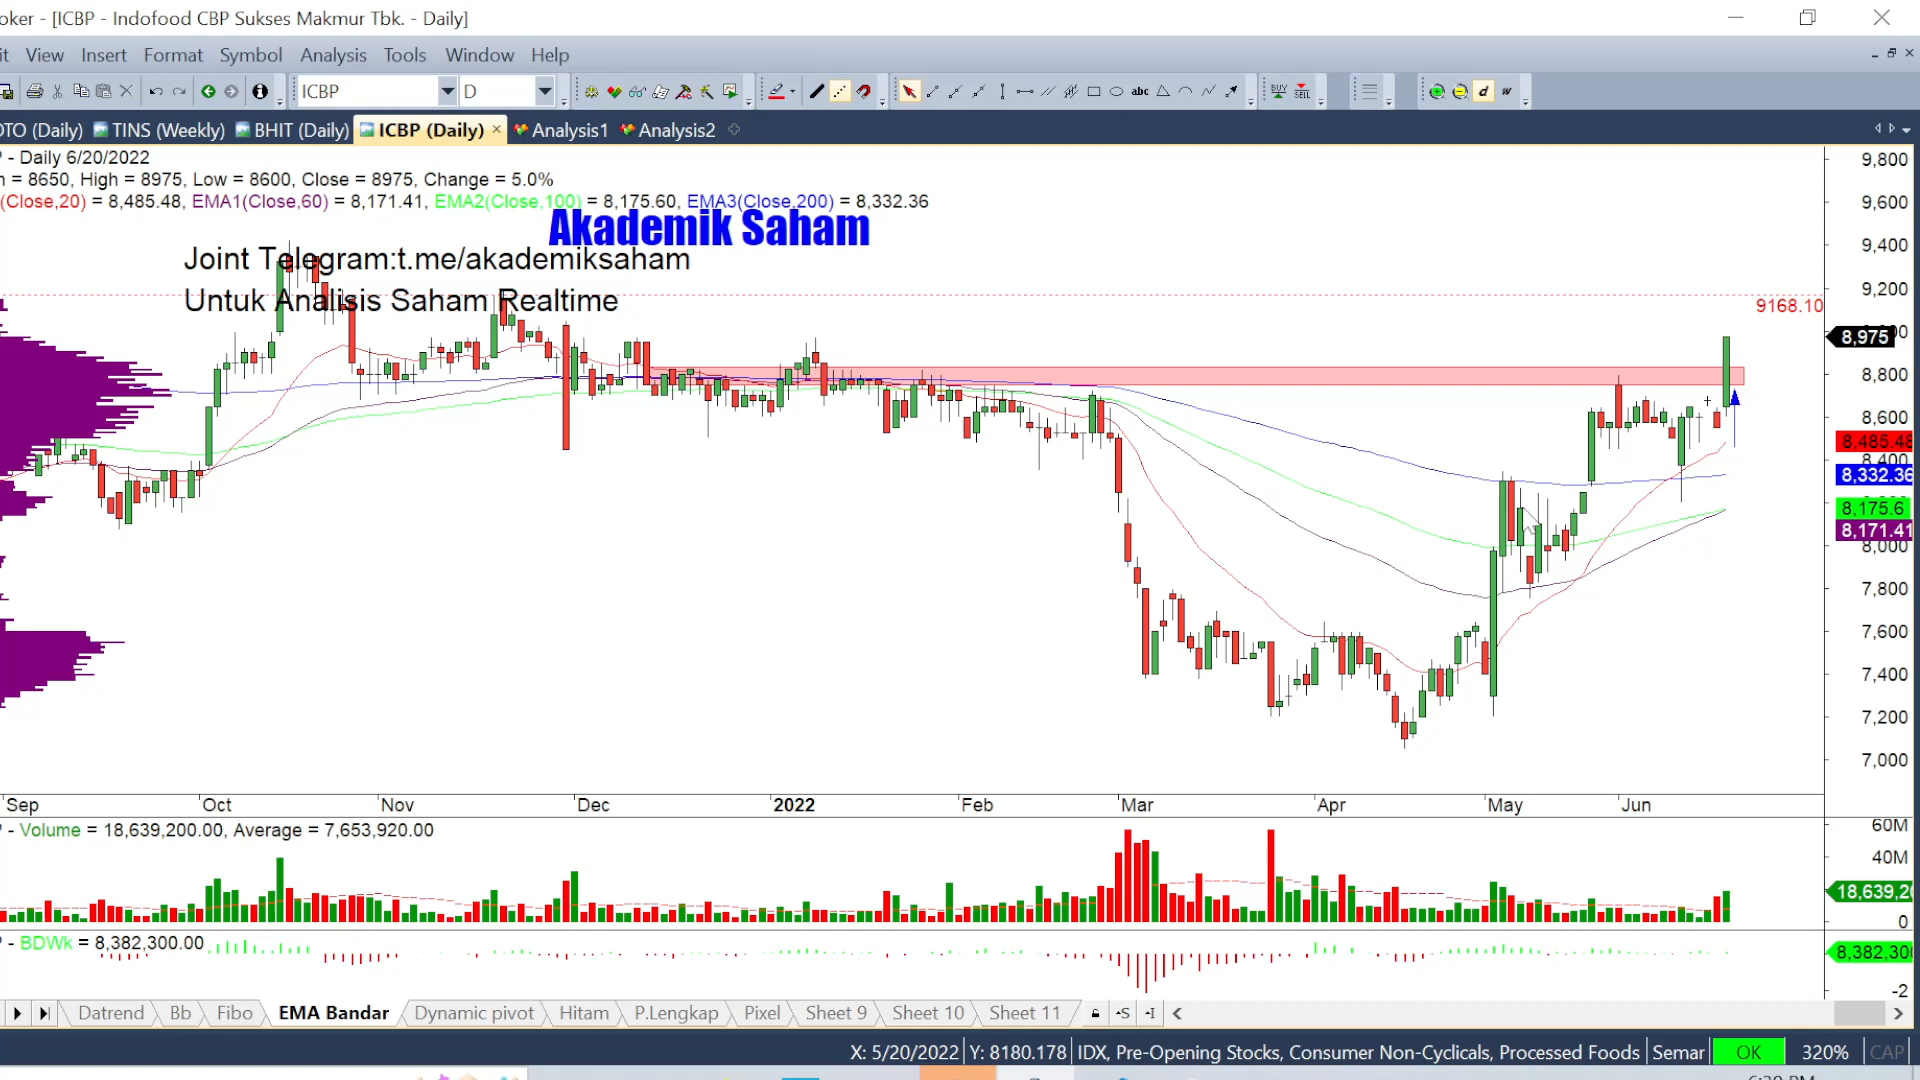 oker - [ICBP - Indofood CBP Sukses Makmur Tbk. - Daily]
it View Insert Format Symbol Analysis Tools Window Help
ICBP D abc BUY SELL d w
OTO (Daily) TINS (Weekly) BHIT (Daily) ICBP (Daily) Analysis1 Analysis2
- Daily 6/20/2022
n = 8650, High = 8975, Low = 8600, Close = 8975, Change = 5.0%
(Close,20) = 8,485.48, EMA1(Close,60) = 8,171.41, EMA2(Close,100) = 8,175.60, EMA3(Close,200) = 8,332.36
Akademik Saham
Joint Telegram:t.me/akademiksaham
Untuk Analisis Saham Realtime
9,800
9,600
9,400
9,200
9168.10
8,975
8,800
8,600
8,485.48
8,400
8,332.36
8,175.6
8,171.41
8,000
7,800
7,600
7,400
7,200
7,000
Sep Oct Nov Dec 2022 Feb Mar Apr May Jun
- Volume = 18,639,200.00, Average = 7,653,920.00
60M
40M
18,639,20
0
- BDWk = 8,382,300.00
8,382,300
-2
Datrend Bb Fibo EMA Bandar Dynamic pivot Hitam P.Lengkap Pixel Sheet 9 Sheet 10 Sheet 11
X: 5/20/2022 Y: 8180.178 IDX, Pre-Opening Stocks, Consumer Non-Cyclicals, Processed Foods Semar OK 320% CAP